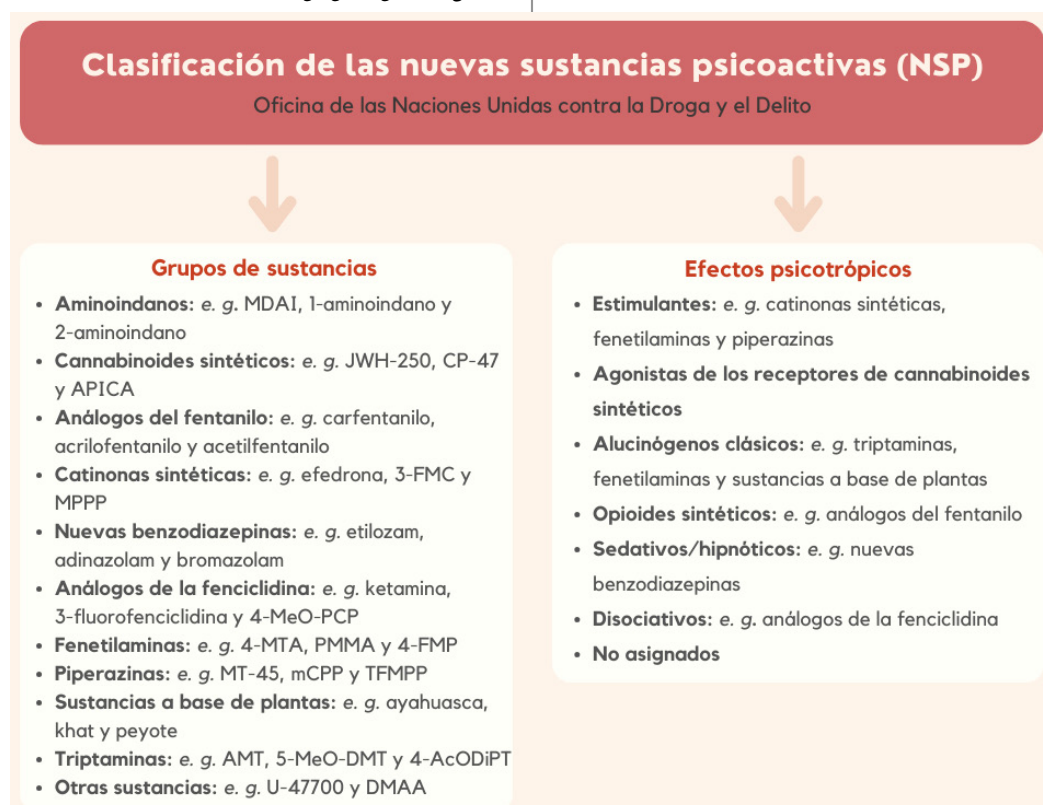 Clasificación de las nuevas sustancias psicoactivas (NSP)
Oficina de las Naciones Unidas contra la Droga y el Delito
Grupos de sustancias
• Aminoindanos: e. g. MDAI, 1-aminoindano y
2-aminoindano
• Cannabinoides sintéticos: e. g. JWH-250, CP-47
y APICA
• Análogos del fentanilo: e. g. carfentanilo,
acrilofentanilo y acetilfentanilo
• Catinonas sintéticas: e. g. efedrona, 3-FMC y
MPPP
• Nuevas benzodiazepinas: e. g. etilozam,
adinazolam y bromazolam
• Análogos de la fenciclidina: e. g. ketamina,
3-fluorofenciclidina y 4-MeO-PCP
• Fenetilaminas: e. g. 4-MTA, PMMA y 4-FMP
• Piperazinas: e. g. MT-45, mCPP y TFMPP
• Sustancias a base de plantas: e. g. ayahuasca,
khat y peyote
• Triptaminas: e. g. AMT, 5-MeO-DMT y 4-AcODiPT
• Otras sustancias: e. g. U-47700 y DMAA
Efectos psicotrópicos
• Estimulantes: e. g. catinonas sintéticas,
fenetilaminas y piperazinas
• Agonistas de los receptores de cannabinoides
sintéticos
• Alucinógenos clásicos: e. g. triptaminas,
fenetilaminas y sustancias a base de plantas
• Opioides sintéticos: e. g. análogos del fentanilo
• Sedativos/hipnóticos: e. g. nuevas
benzodiazepinas
• Disociativos: e. g. análogos de la fenciclidina
• No asignados